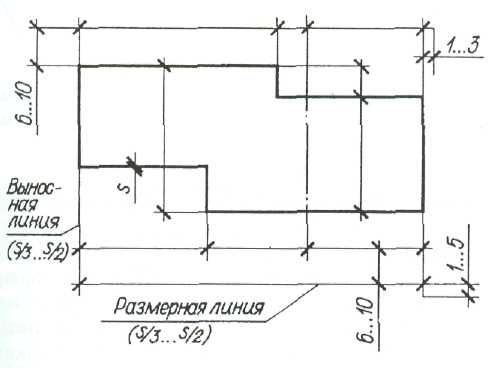 1...3
6...10
S
Вынос-
ная
линия
(S/3...S/2)
1...5
Размерная линия
(S/3...S/2)
6...10